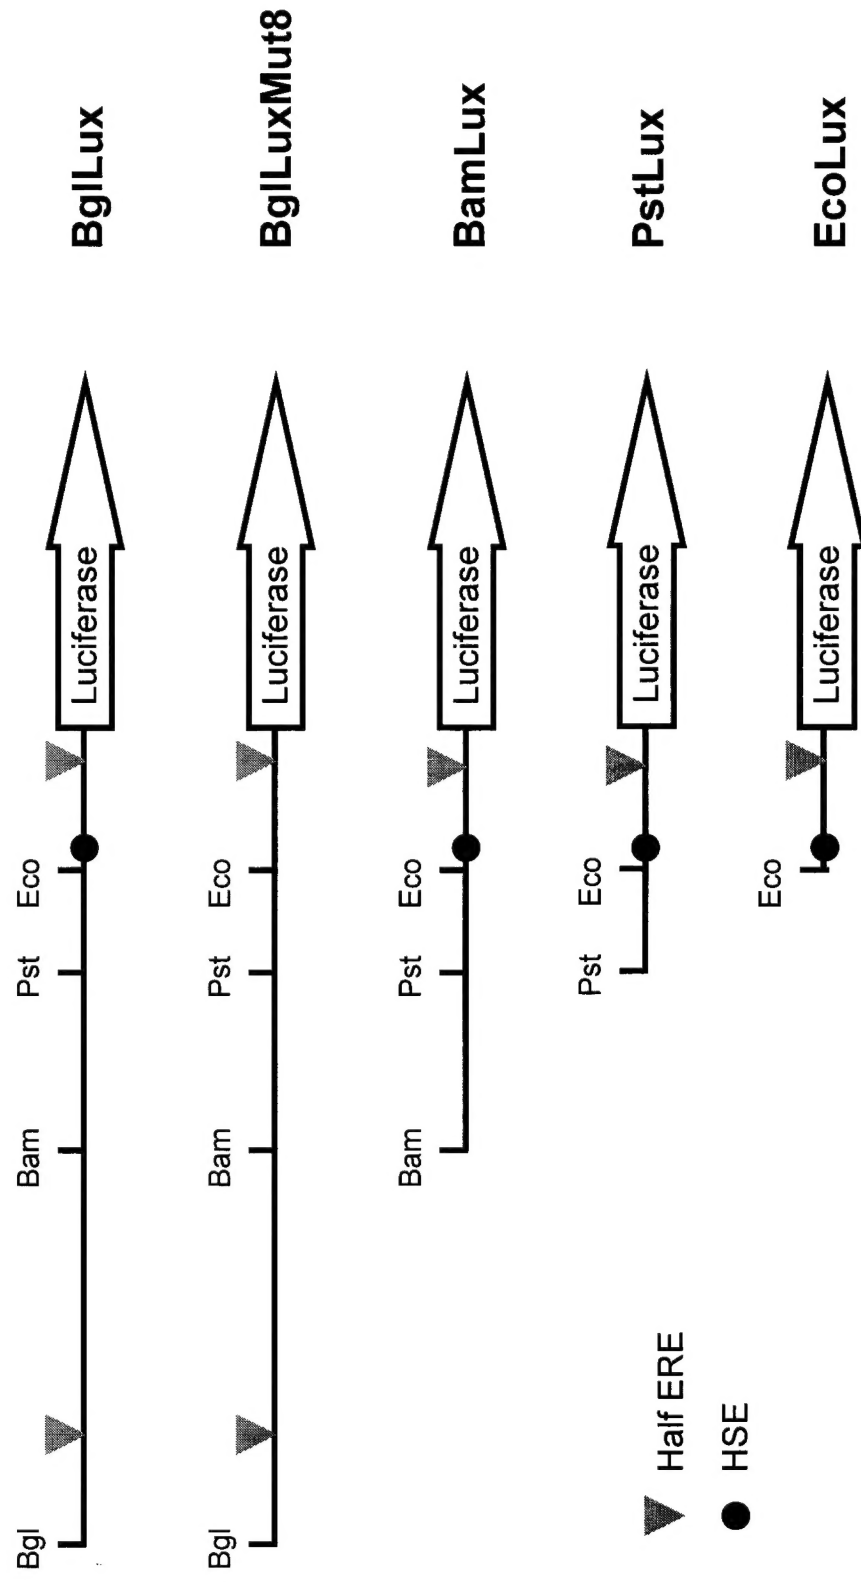 Bgl Bam Pst Eco
Luciferase
BglLux
Bgl Bam Pst Eco
Luciferase
BglLuxMut8
Bam Pst Eco
Luciferase
BamLux
Pst Eco
Luciferase
PstLux
Eco
Luciferase
EcoLux
Half ERE
HSE